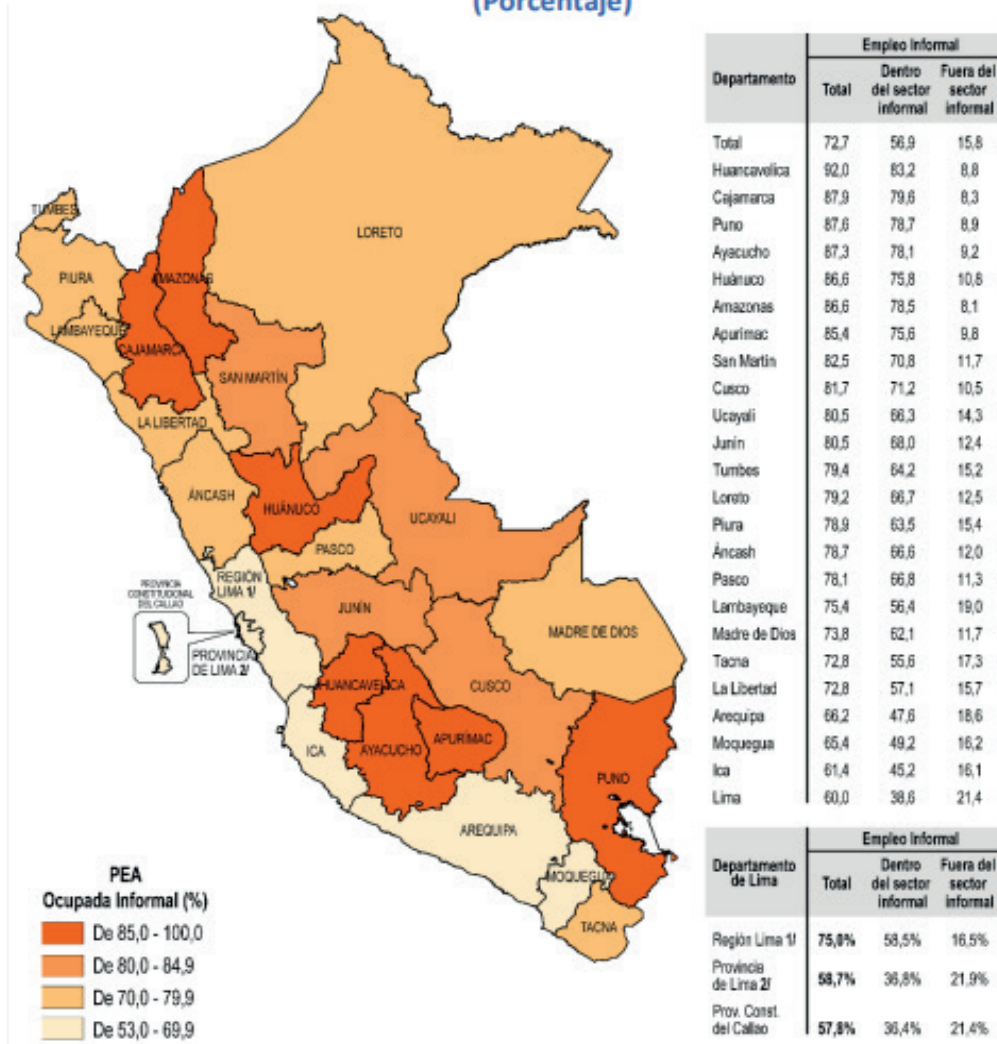 (Porcentaje)
TUMBES
LORETO
AMAZONAS
PIURA
LAMBAYEQUE
CAJAMARCA
SAN MARTÍN
LA LIBERTAD
ÁNCASH
HUÁNUCO
UCAYALI
PASCO
REGIÓN
LIMA 1/
PROVINCIA
CONSTITUCIONAL
DEL CALLAO
PROVINCIA
DE LIMA 2/
JUNÍN
MADRE DE DIOS
HUANCAVELICA
CUSCO
ICA
AYACUCHO
APURÍMAC
PUNO
AREQUIPA
MOQUEGUA
TACNA
PEA
Ocupada Informal (%)
De 85,0 - 100,0
De 80,0 - 84,9
De 70,0 - 79,9
De 53,0 - 69,9
Departamento
Empleo Informal
Total
Dentro
del sector
informal
Fuera del
sector
informal
Total 72,7 56,9 15,8
Huancavelica 92,0 83,2 8,8
Cajamarca 87,9 79,6 8,3
Puno 87,6 78,7 8,9
Ayacucho 87,3 78,1 9,2
Huánuco 86,6 75,8 10,8
Amazonas 86,6 78,5 8,1
Apurímac 85,4 75,6 9,8
San Martín 82,5 70,8 11,7
Cusco 81,7 71,2 10,5
Ucayali 80,5 66,3 14,3
Junín 80,5 68,0 12,4
Tumbes 79,4 64,2 15,2
Loreto 79,2 66,7 12,5
Piura 78,9 63,5 15,4
Áncash 78,7 66,6 12,0
Pasco 78,1 66,8 11,3
Lambayeque 75,4 56,4 19,0
Madre de Dios 73,8 62,1 11,7
Tacna 72,8 55,6 17,3
La Libertad 72,8 57,1 15,7
Arequipa 66,2 47,6 18,6
Moquegua 65,4 49,2 16,2
Ica 61,4 45,2 16,1
Lima 60,0 38,6 21,4
Departamento
de Lima
Empleo Informal
Total
Dentro
del sector
informal
Fuera del
sector
informal
Región Lima 1/ 75,0% 58,5% 16,5%
Provincia
de Lima 2/ 58,7% 36,8% 21,9%
Prov. Const.
del Callao 57,8% 36,4% 21,4%